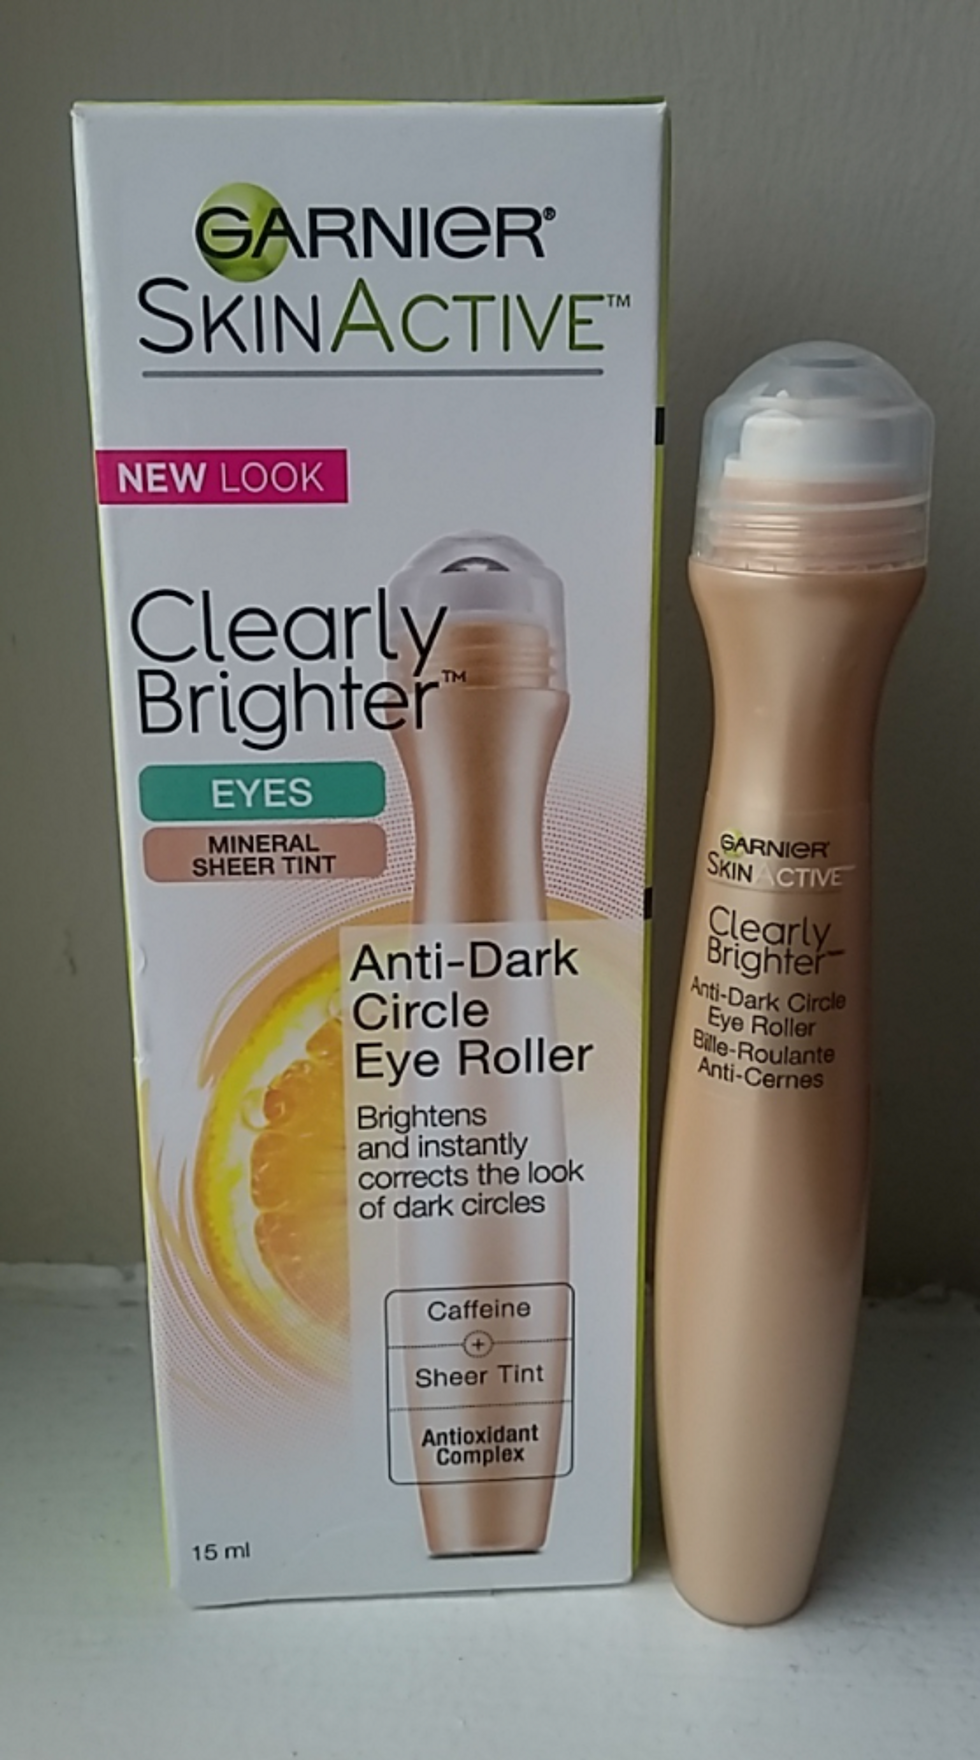 GARNIER®
SKINACTIVE™
NEW LOOK
Clearly
Brighter™
EYES
MINERAL
SHEER TINT
Anti-Dark
Circle
Eye Roller
Brightens
and instantly
corrects the look
of dark circles
Caffeine
+
Sheer Tint
Antioxidant
Complex
15 ml
GARNIER
SKINACTIVE
Clearly
Brighter™
Anti-Dark Circle
Eye Roller
Bille-Roulante
Anti-Cernes